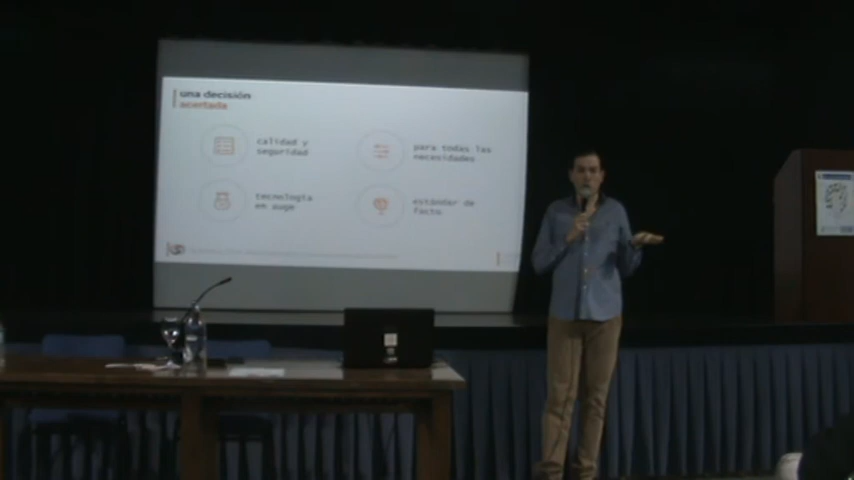 una decisión
acertada
calidad y
seguridad
para todas las
necesidades
tecnología
en auge
estándar de
facto